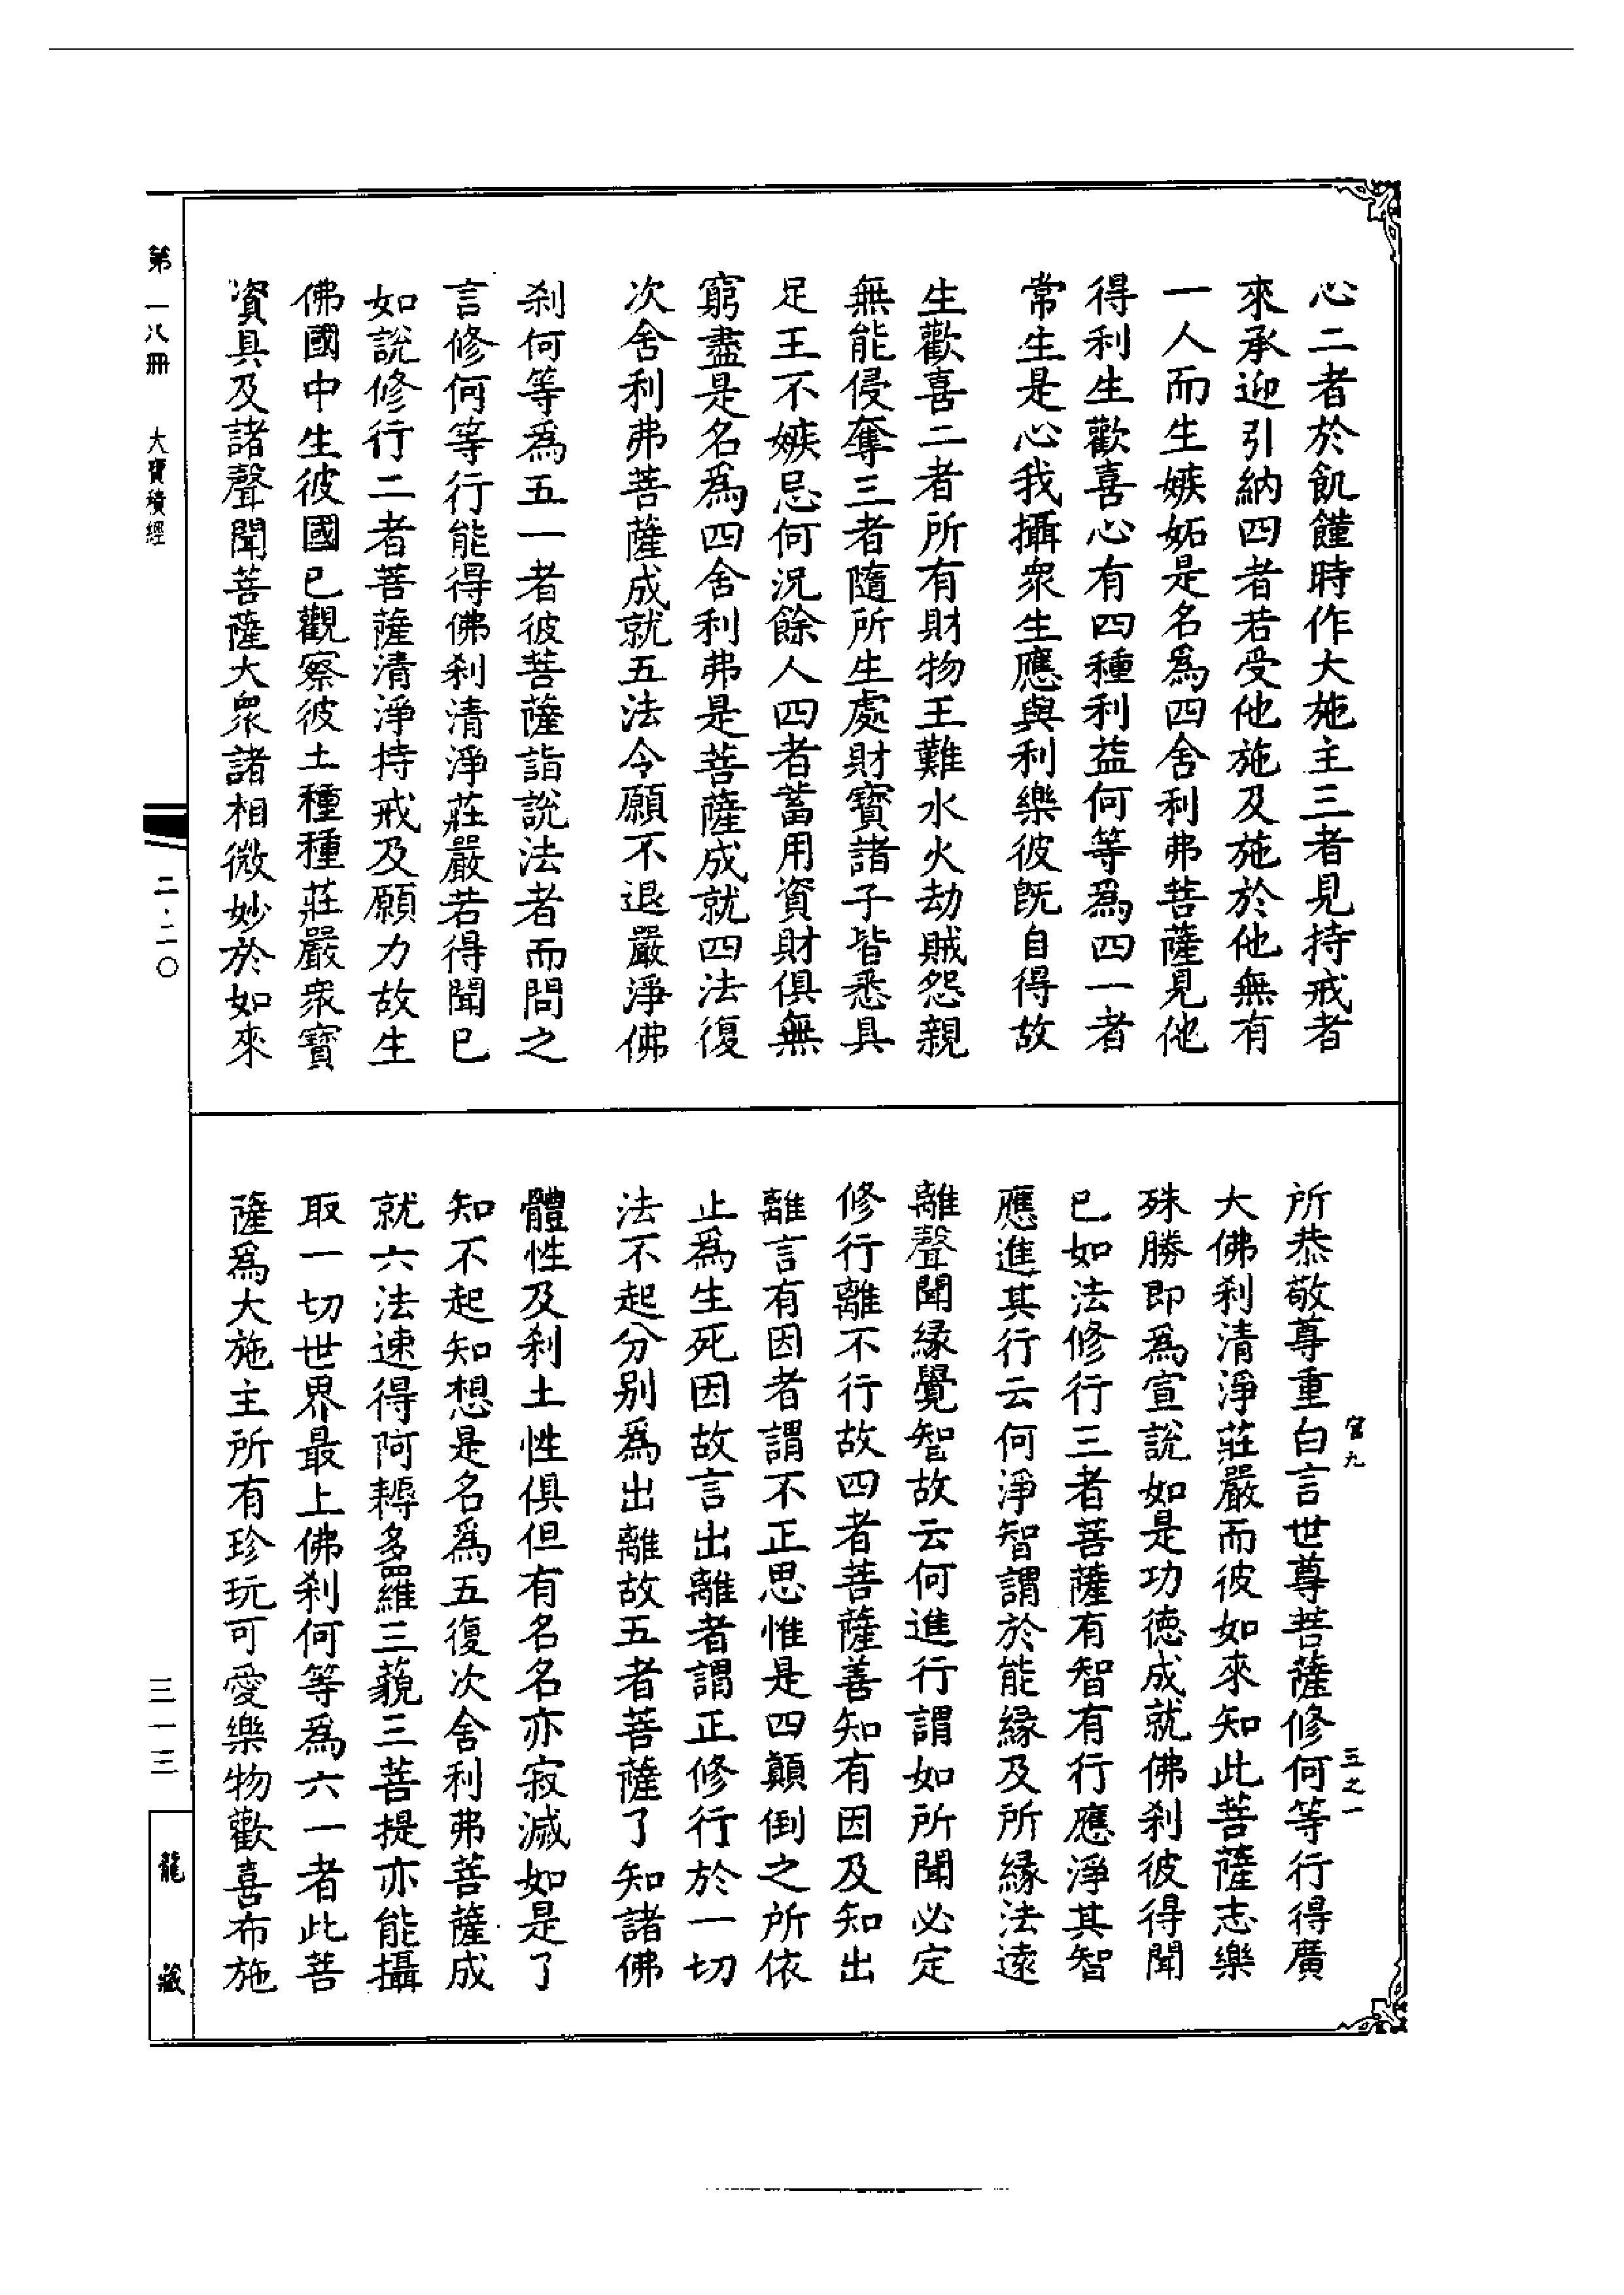 心二者於飢饉時作大施主三者見持戒者
來承迎引納四者若受他施及施於他無有
一人而生嫉妬是名爲四舍利弗菩薩見他
得利生歡喜心有四種利益何等爲四一者
常生是心我攝衆生應與利樂彼既自得故
生歡喜二者所有財物王難水火劫賊怨親
無能侵奪三者隨所生處財寶諸子皆悉具
足王不嫉忌何況餘人四者蓄用資財俱無
窮盡是名爲四舍利弗是菩薩成就四法復
次舍利弗菩薩成就五法令願不退嚴淨佛
刹何等爲五一者彼菩薩詣說法者而問之
言修何等行能得佛刹清淨莊嚴若得聞已
如說修行二者菩薩清淨持戒及願力故生
佛國中生彼國已觀察彼土種種莊嚴衆寶
資具及諸聲聞菩薩大衆諸相微妙於如來
第一八冊　大寶積經
二·二〇
官九
三之一
所恭敬尊重白言世尊菩薩修何等行得廣
大佛刹清淨莊嚴而彼如來知此菩薩志樂
殊勝即爲宣說如是功德成就佛刹彼得聞
已如法修行三者菩薩有智有行應淨其智
應進其行云何淨智謂於能緣及所緣法遠
離聲聞緣覺智故云何進行謂如所聞必定
修行離不行故四者菩薩善知有因及知出
離言有因者謂不正思惟是四顛倒之所依
止爲生死因故言出離者謂正修行於一切
法不起分別爲出離故五者菩薩了知諸佛
體性及刹土性俱但有名名亦寂滅如是了
知不起知想是名爲五復次舍利弗菩薩成
就六法速得阿耨多羅三藐三菩提亦能攝
取一切世界最上佛刹何等爲六一者此菩
薩爲大施主所有珍玩可愛樂物歡喜布施
三一三
龍藏